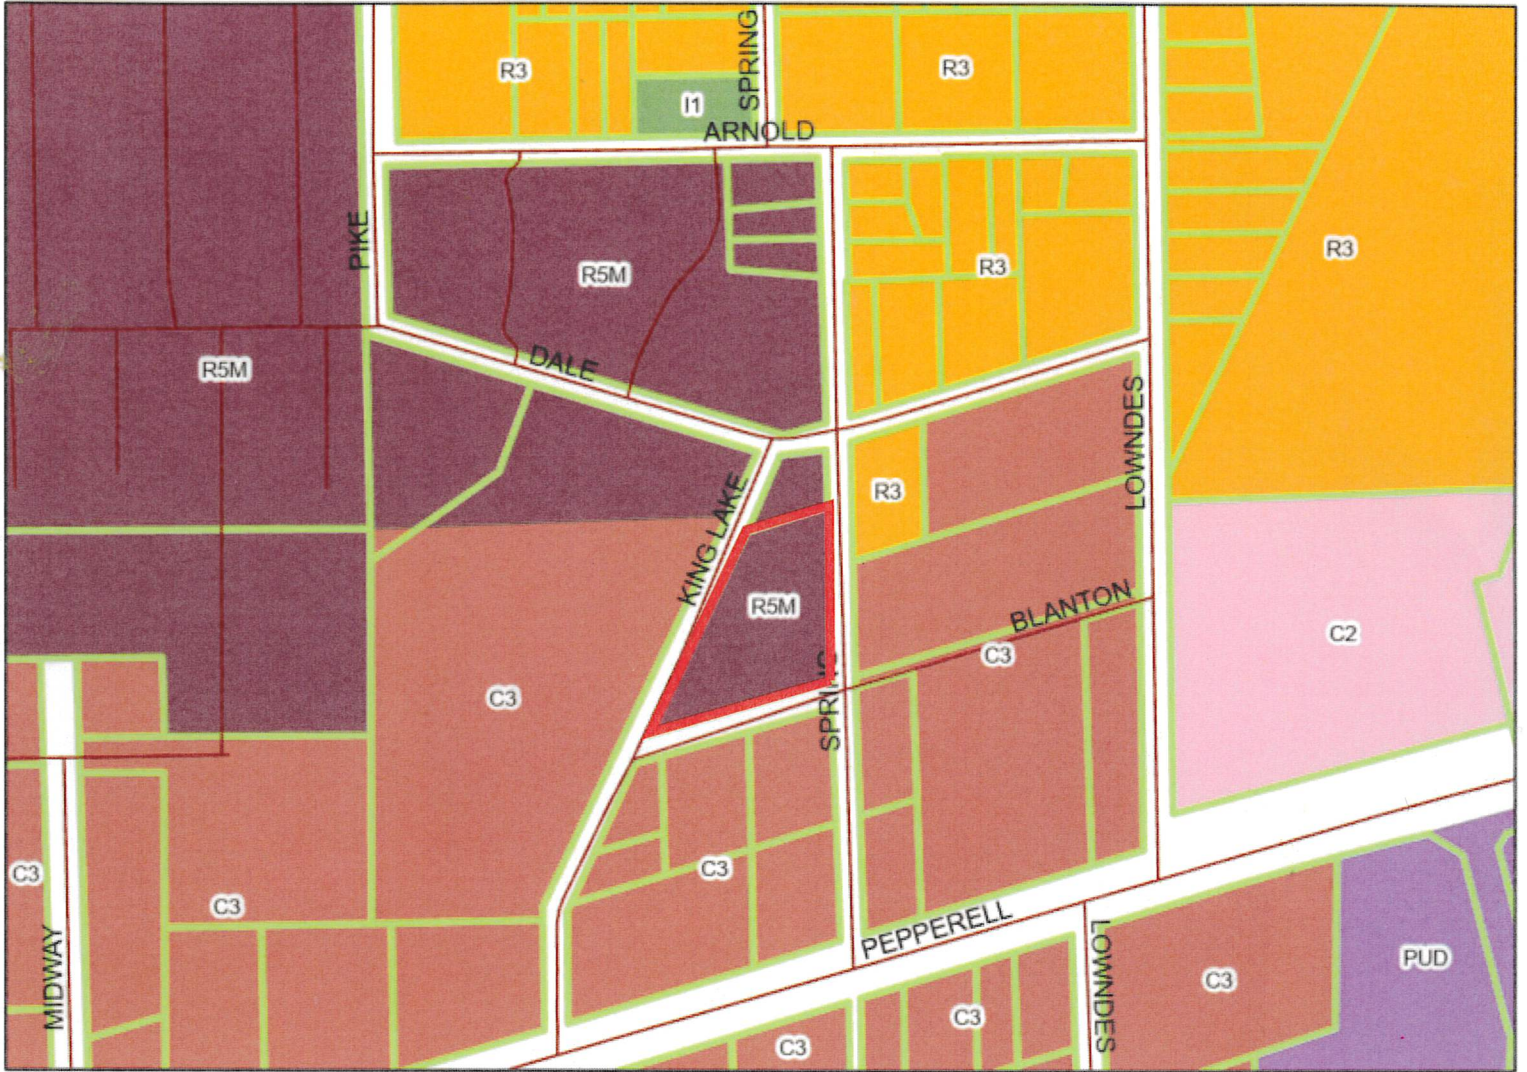 R3
SPRING
R3
I1
ARNOLD
PIKE
R5M
R3
R3
DALE
R5M
LOWNDES
KING LAKE
R3
R5M
BLANTON
C3
C2
C3
SPRING
C3
C3
C3
PEPPERELL
MIDWAY
LOWNDES
PUD
C3
C3
C3